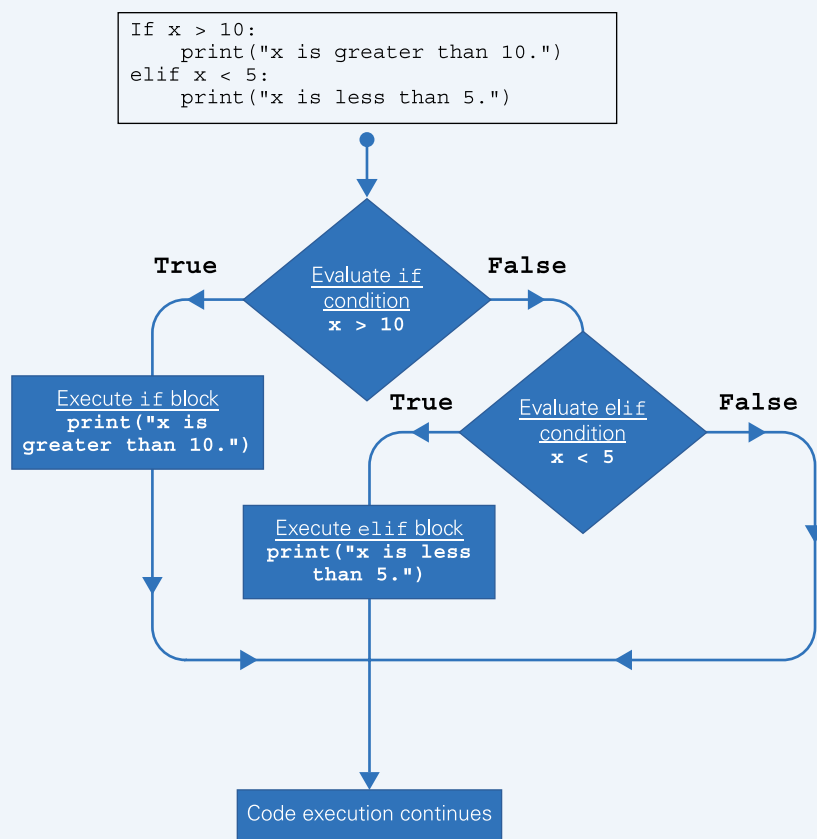 If x > 10:
    print("x is greater than 10.")
elif x < 5:
    print("x is less than 5.")
True
False
Evaluate if
condition
x > 10
Execute if block
print("x is
greater than 10.")
True
False
Evaluate elif
condition
x < 5
Execute elif block
print("x is less
than 5.")
Code execution continues